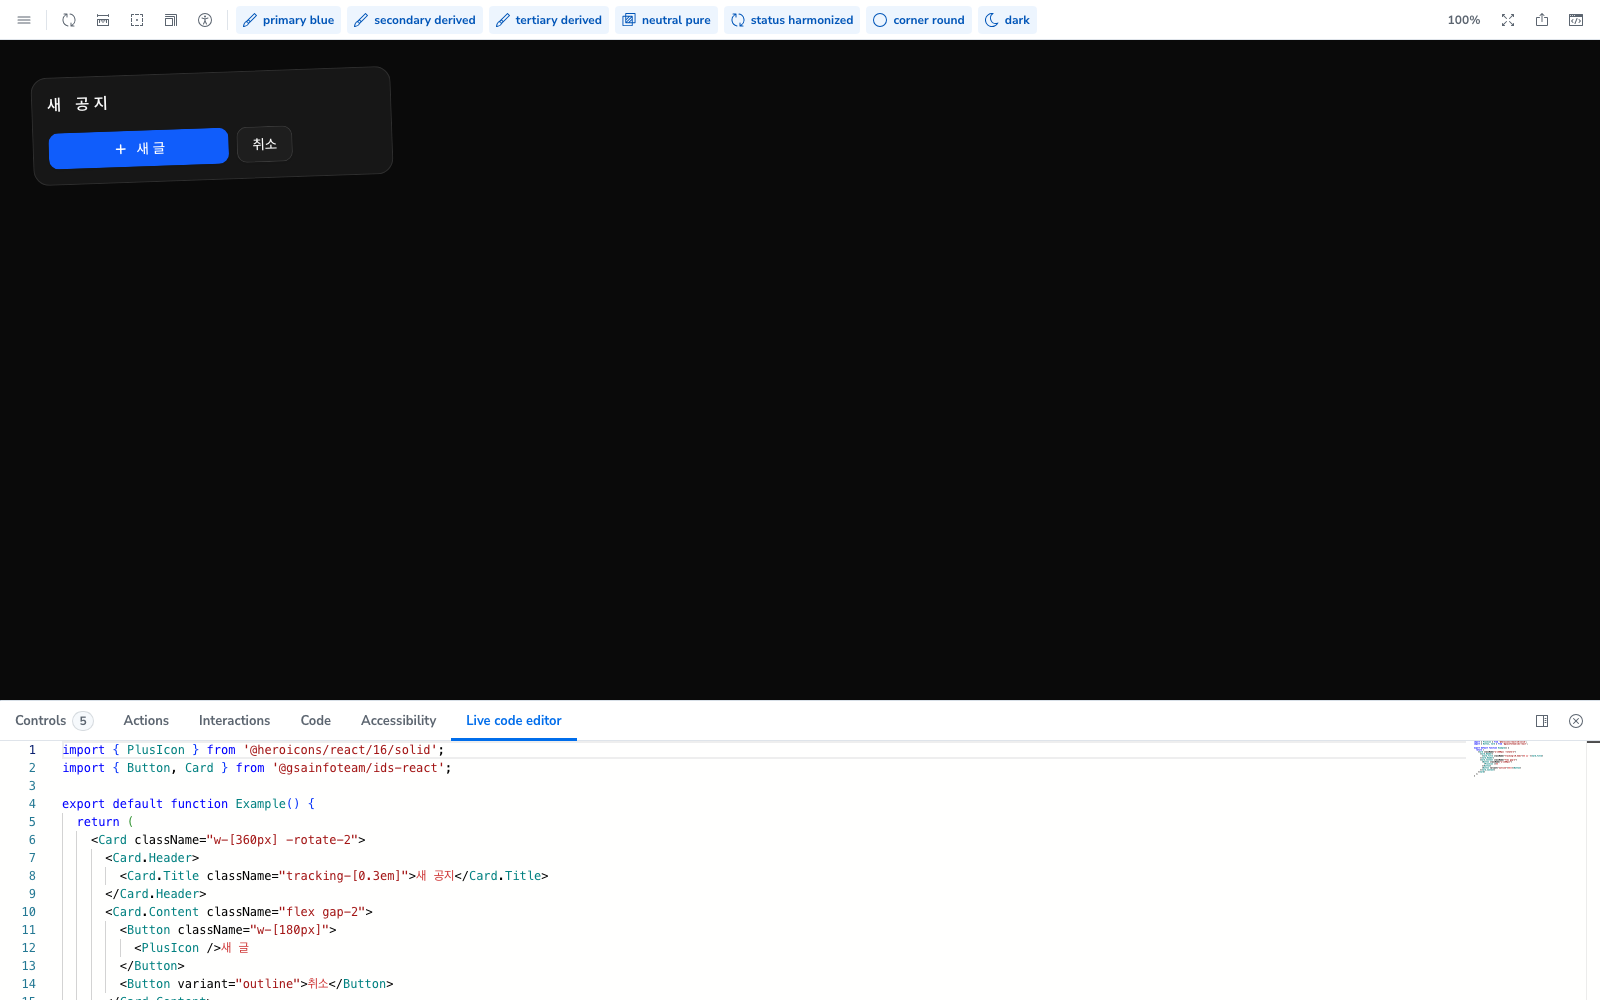 primary blue secondary derived tertiary derived neutral pure status harmonized corner round dark 100%
새 공지
+ 새 글 취소
Controls 5 Actions Interactions Code Accessibility Live code editor
1 import { PlusIcon } from '@heroicons/react/16/solid';
2 import { Button, Card } from '@gsainfoteam/ids-react';
3
4 export default function Example() {
5 return (
6 <Card className="w-[360px] -rotate-2">
7 <Card.Header>
8 <Card.Title className="tracking-[0.3em]">새 공지</Card.Title>
9 </Card.Header>
10 <Card.Content className="flex gap-2">
11 <Button className="w-[180px]">
12 <PlusIcon />새 글
13 </Button>
14 <Button variant="outline">취소</Button>
15 </Card.Content>